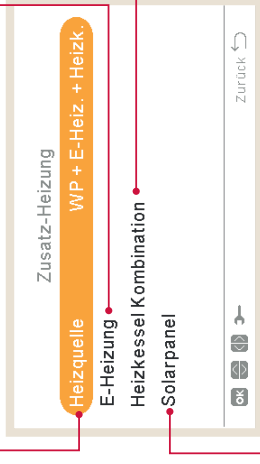 Zusatz-Heizung
Heizquelle WP + E-Heiz. + Heizk.
E-Heizung
Heizkessel Kombination
Solarpanel
OK Zurück